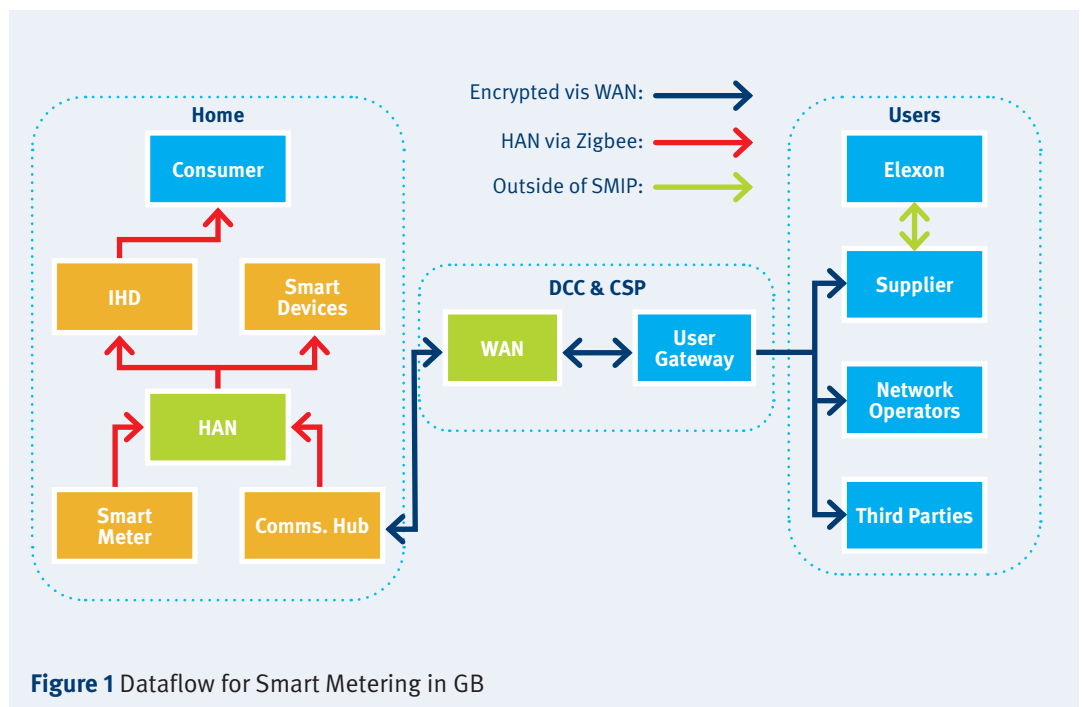 Encrypted vis WAN:
HAN via Zigbee:
Outside of SMIP:
Home
Consumer
IHD
Smart
Devices
HAN
Smart
Meter
Comms. Hub
DCC & CSP
WAN
User
Gateway
Users
Elexon
Supplier
Network
Operators
Third Parties
Figure 1 Dataflow for Smart Metering in GB